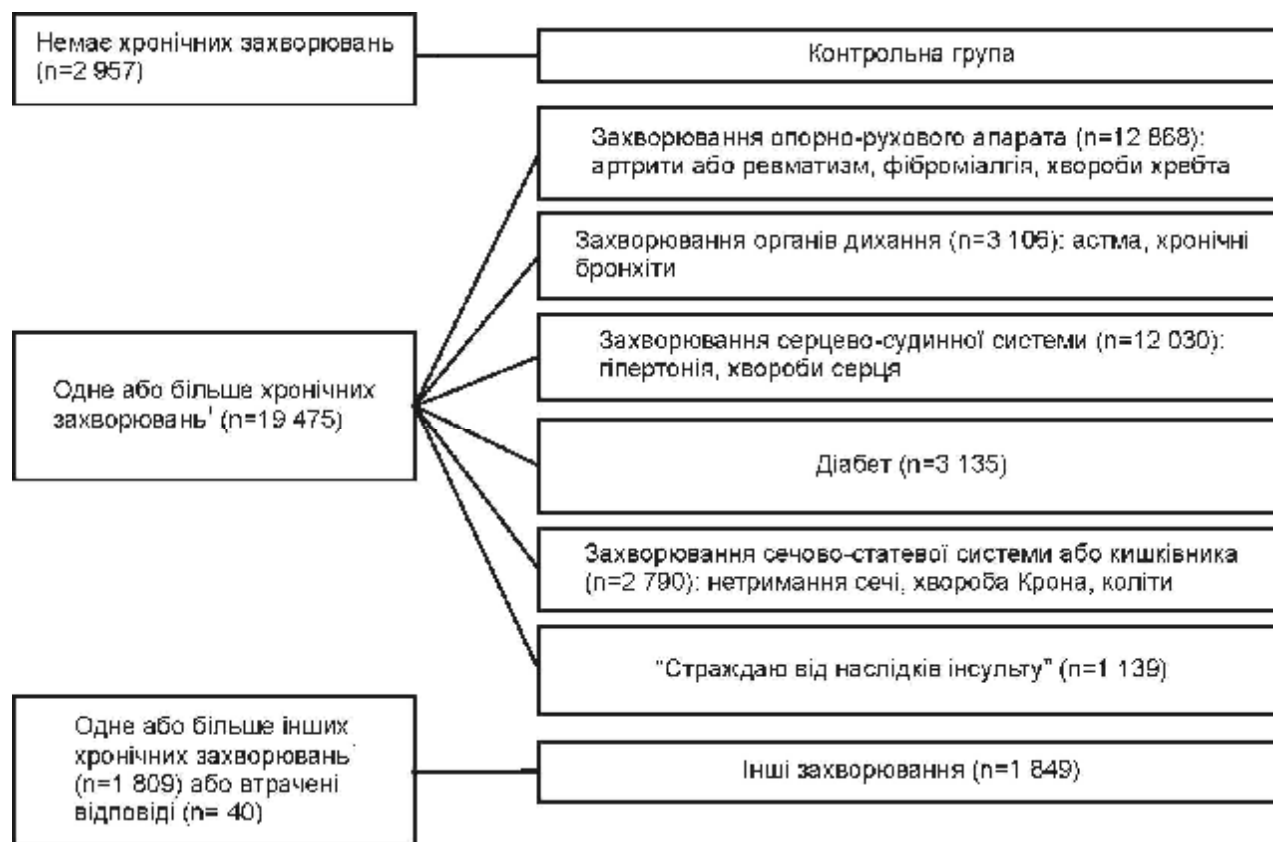 Немає хронічних захворювань
(n=2 957)
Контрольна група
Захворювання опорно-рухового апарата (n=12 868):
артрити або ревматизм, фіброміалгія, хвороби хребта
Захворювання органів дихання (n=3 106): астма, хронічні
бронхіти
Захворювання серцево-судинної системи (n=12 030):
гіпертонія, хвороби серця
Одне або більше хронічних
захворювань¹ (n=19 475)
Діабет (n=3 135)
Захворювання сечово-статевої системи або кишківника
(n=2 790): нетримання сечі, хвороба Крона, коліти
"Страждаю від наслідків інсульту" (n=1 139)
Одне або більше інших
хронічних захворювань
(n=1 809) або втрачені
відповіді (n= 40)
Інші захворювання (n=1 849)